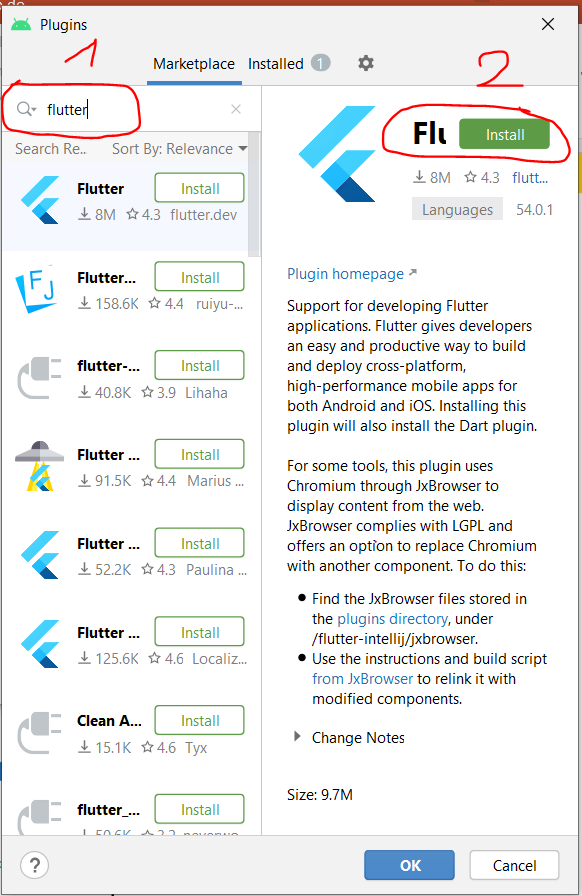 Plugins
1
Marketplace Installed 1
2
flutter
Search Re.. Sort By: Relevance
Flutter Install
8M 4.3 flutter.dev
Flutter... Install
158.6K 4.4 ruiyu-...
flutter-... Install
40.8K 3.9 Lihaha
Flutter ... Install
91.5K 4.4 Marius ...
Flutter ... Install
52.2K 4.3 Paulina ...
Flutter ... Install
125.6K 4.6 Localiz...
Clean A... Install
15.1K 4.6 Tyx
flutter_... Install
Flu Install
8M 4.3 flutt...
Languages 54.0.1
Plugin homepage
Support for developing Flutter
applications. Flutter gives developers
an easy and productive way to build
and deploy cross-platform,
high-performance mobile apps for
both Android and iOS. Installing this
plugin will also install the Dart plugin.
For some tools, this plugin uses
Chromium through JxBrowser to
display content from the web.
JxBrowser complies with LGPL and
offers an option to replace Chromium
with another component. To do this:
Find the JxBrowser files stored in
the plugins directory, under
/flutter-intellij/jxbrowser.
Use the instructions and build script
from JxBrowser to relink it with
modified components.
Change Notes
Size: 9.7M
? OK Cancel